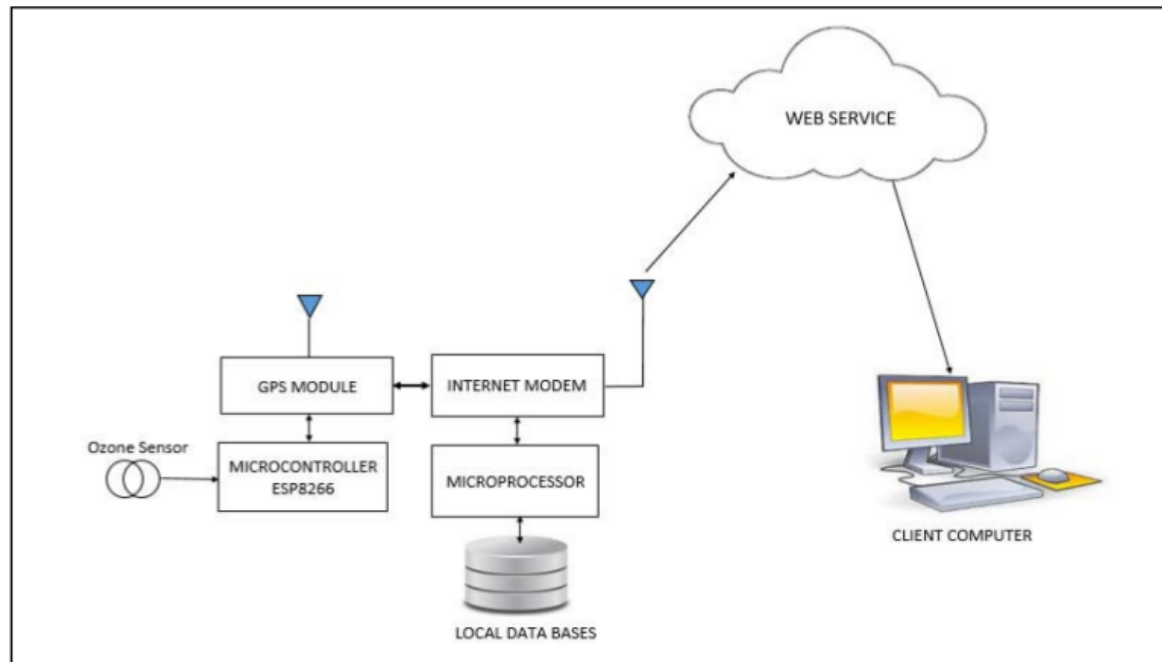 WEB SERVICE
GPS MODULE
INTERNET MODEM
Ozone Sensor
MICROCONTROLLER
ESP8266
MICROPROCESSOR
CLIENT COMPUTER
LOCAL DATA BASES